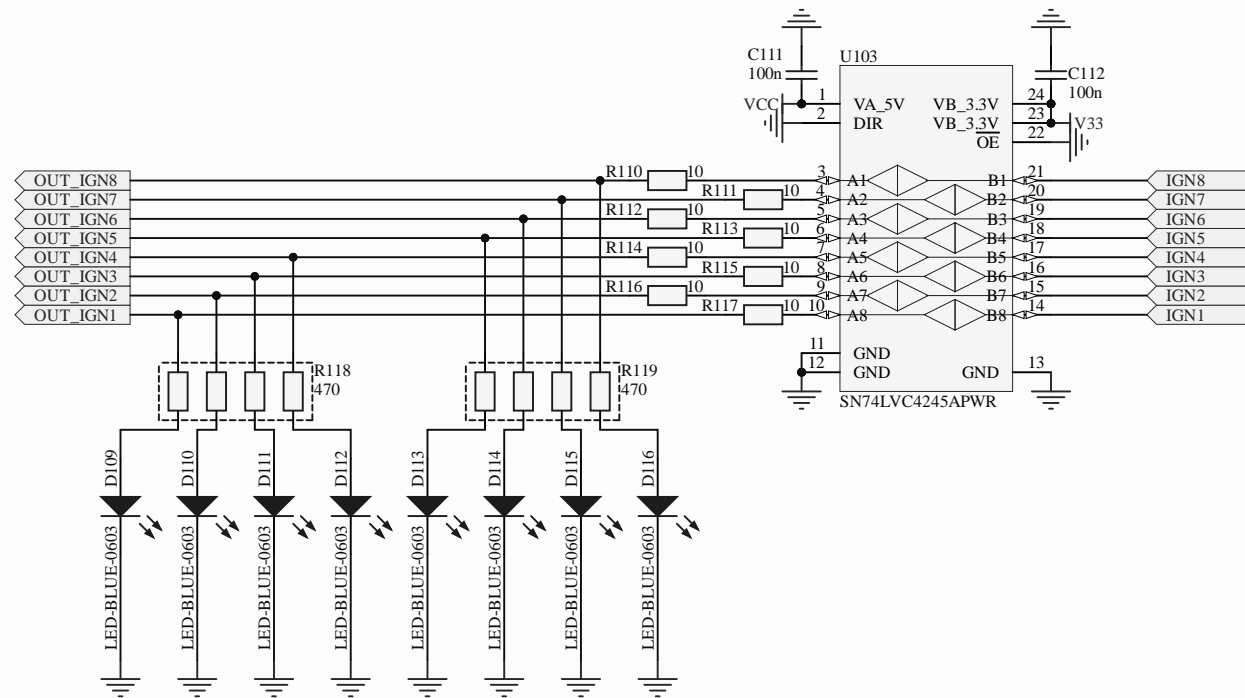 C111
100n
U103
C112
100n
VCC
1
2
VA_5V
DIR
VB_3.3V
VB_3.3V
OE
24
23
22
V33
OUT_IGN8
R110
10
3
A1
B1
21
IGN8
OUT_IGN7
R111
10
4
A2
B2
20
IGN7
OUT_IGN6
R112
10
5
A3
B3
19
IGN6
OUT_IGN5
R113
10
6
A4
B4
18
IGN5
OUT_IGN4
R114
10
7
A5
B5
17
IGN4
OUT_IGN3
R115
10
8
A6
B6
16
IGN3
OUT_IGN2
R116
10
9
A7
B7
15
IGN2
OUT_IGN1
R117
10
10
A8
B8
14
IGN1
11
GND
12
GND
GND
13
SN74LVC4245APWR
R118
470
R119
470
D109
D110
D111
D112
D113
D114
D115
D116
LED-BLUE-0603
LED-BLUE-0603
LED-BLUE-0603
LED-BLUE-0603
LED-BLUE-0603
LED-BLUE-0603
LED-BLUE-0603
LED-BLUE-0603